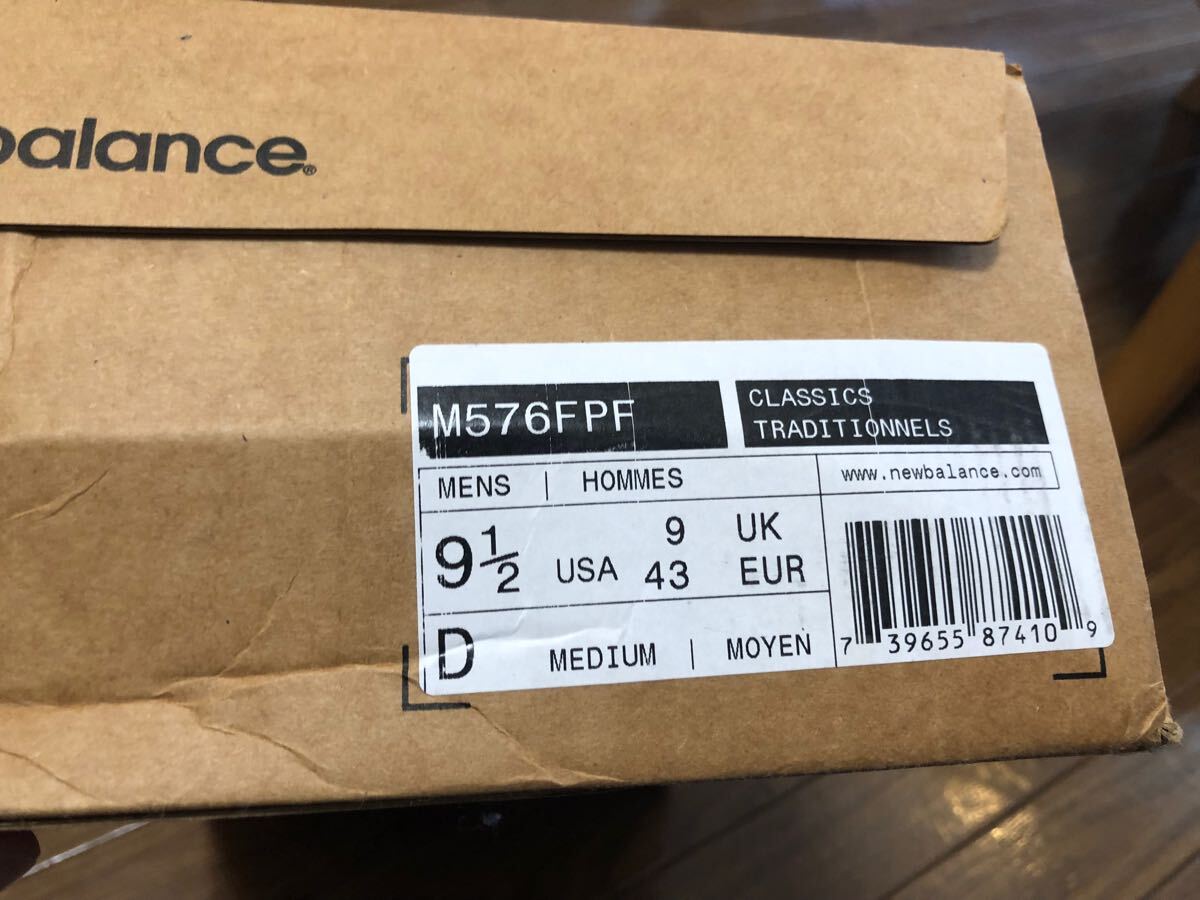 balance®
M576FPF
CLASSICS
TRADITIONNELS
MENS | HOMMES
www.newbalance.com
9½ USA 9 UK
43 EUR
D MEDIUM | MOYEN
7 39655 87410 9